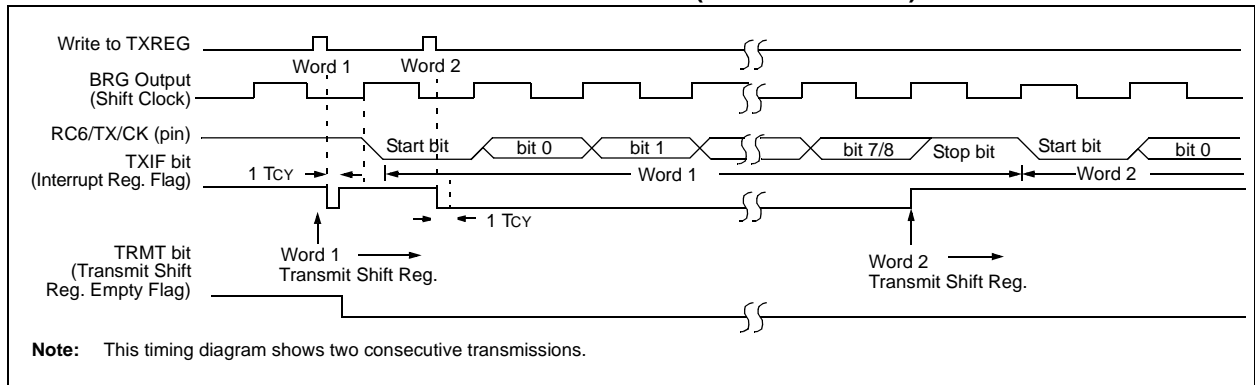 Write to TXREG
Word 1 Word 2
BRG Output
(Shift Clock)
RC6/TX/CK (pin)
Start bit bit 0 bit 1 bit 7/8 Stop bit Start bit bit 0
TXIF bit
(Interrupt Reg. Flag)
1 TCY
Word 1 Word 2
1 TCY
TRMT bit
(Transmit Shift
Reg. Empty Flag)
Word 1
Transmit Shift Reg.
Word 2
Transmit Shift Reg.
Note: This timing diagram shows two consecutive transmissions.